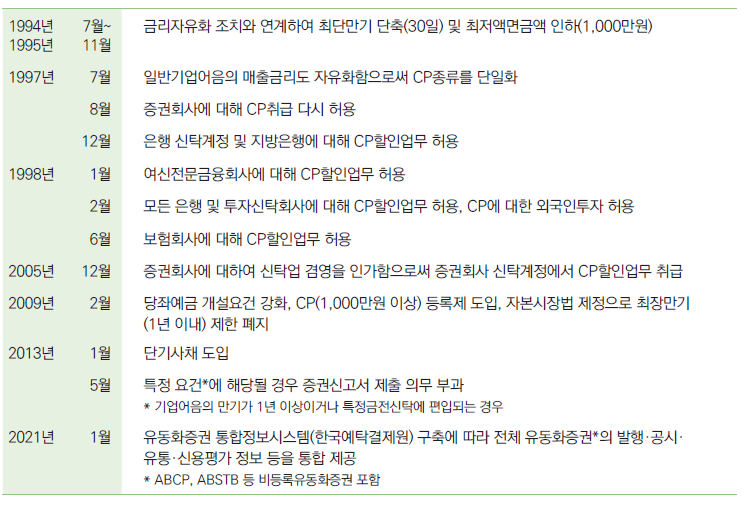 1994년 7월~ 금리자유화 조치와 연계하여 최단만기 단축(30일) 및 최저액면금액 인하(1,000만원)
1995년 11월
1997년 7월 일반기업어음의 매출금리도 자유화함으로써 CP종류를 단일화
8월 증권회사에 대해 CP취급 다시 허용
12월 은행 신탁계정 및 지방은행에 대해 CP할인업무 허용
1998년 1월 여신전문금융회사에 대해 CP할인업무 허용
2월 모든 은행 및 투자신탁회사에 대해 CP할인업무 허용, CP에 대한 외국인투자 허용
6월 보험회사에 대해 CP할인업무 허용
2005년 12월 증권회사에 대하여 신탁업 겸영을 인가함으로써 증권회사 신탁계정에서 CP할인업무 취급
2009년 2월 당좌예금 개설요건 강화, CP(1,000만원 이상) 등록제 도입, 자본시장법 제정으로 최장만기
(1년 이내) 제한 폐지
2013년 1월 단기사채 도입
5월 특정 요건*에 해당될 경우 증권신고서 제출 의무 부과
* 기업어음의 만기가 1년 이상이거나 특정금전신탁에 편입되는 경우
2021년 1월 유동화증권 통합정보시스템(한국예탁결제원) 구축에 따라 전체 유동화증권*의 발행·공시·
유통·신용평가 정보 등을 통합 제공
* ABCP, ABSTB 등 비등록유동화증권 포함